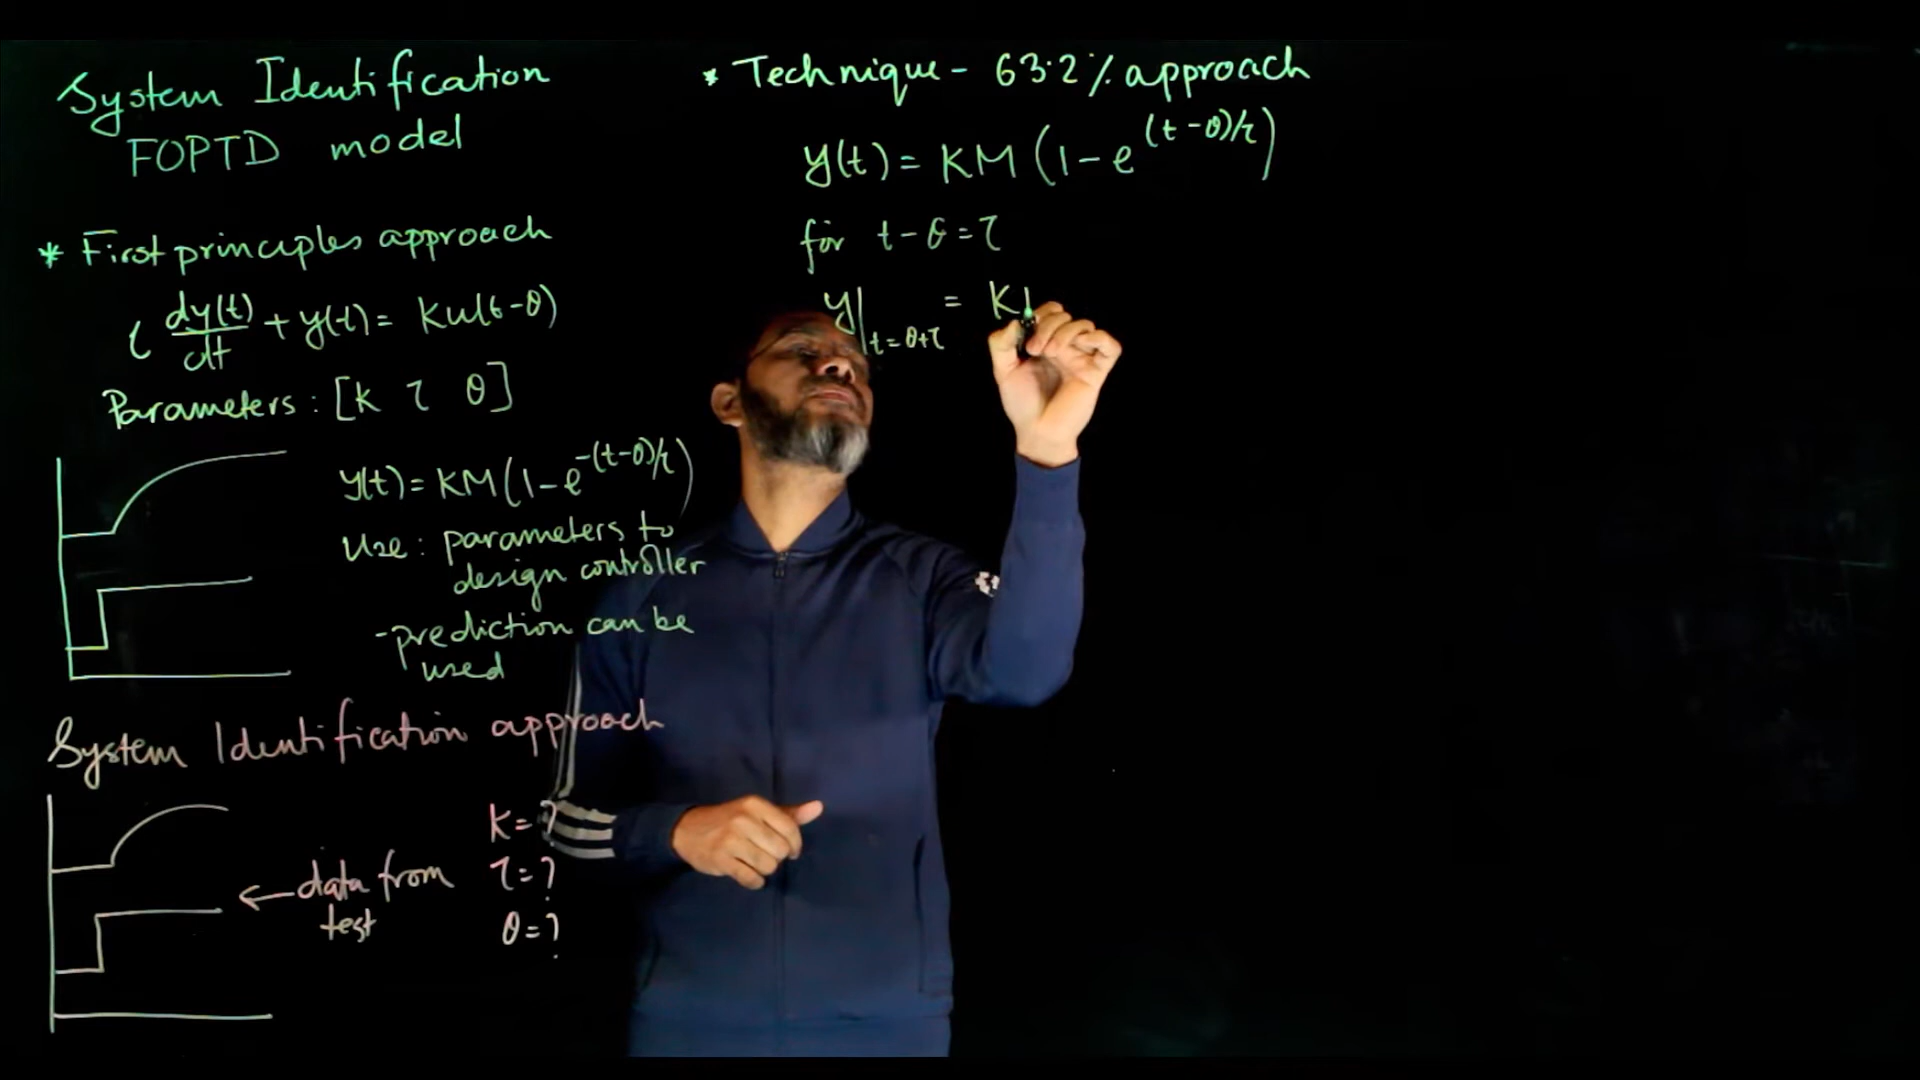 System Identification
FOPTD model
* First principles approach
τ dy(t)/dt + y(t) = Ku(t-θ)
Parameters: [K τ θ]
y(t) = KM(1-e^-(t-θ)/τ)
Use: parameters to
design controller
-prediction can be
used
System Identification approach
← data from
test
K=?
τ=?
θ=?
* Technique - 63.2% approach
y(t) = KM(1-e^(t-θ)/τ)
for t-θ=τ
y|t=θ+τ = K